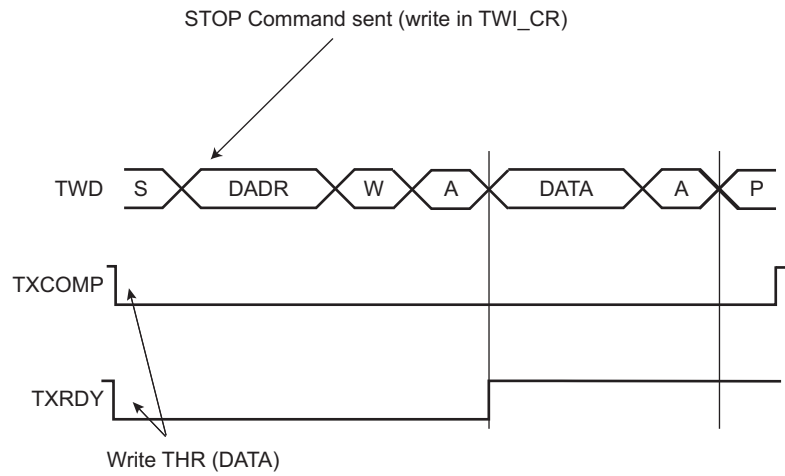 STOP Command sent (write in TWI_CR)
TWD S DADR W A DATA A P
TXCOMP
TXRDY
Write THR (DATA)